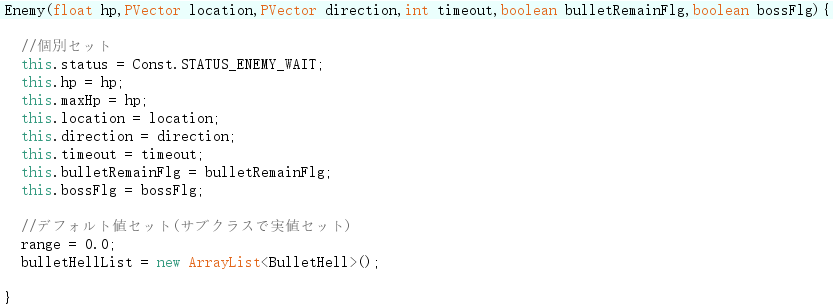 Enemy(float hp,PVector location,PVector direction,int timeout,boolean bulletRemainFlg,boolean bossFlg){
//個別セット
this.status = Const.STATUS_ENEMY_WAIT;
this.hp = hp;
this.maxHp = hp;
this.location = location;
this.direction = direction;
this.timeout = timeout;
this.bulletRemainFlg = bulletRemainFlg;
this.bossFlg = bossFlg;
//デフォルト値セット(サブクラスで実値セット)
range = 0.0;
bulletHellList = new ArrayList<BulletHell>();
}